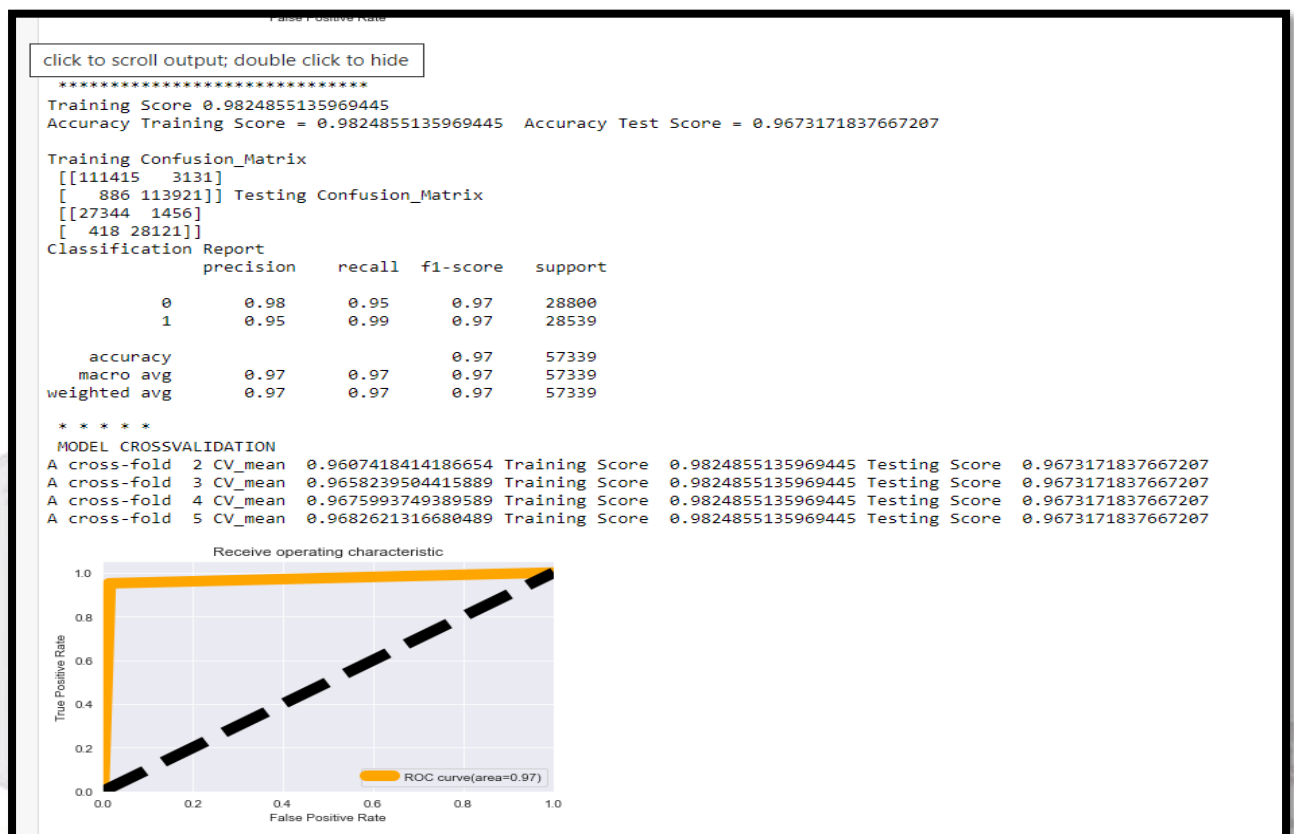 False Positive Rate
click to scroll output; double click to hide
******************************
Training Score 0.9824855135969445
Accuracy Training Score = 0.9824855135969445 Accuracy Test Score = 0.9673171837667207
Training Confusion_Matrix
[[111415 3131]
[ 886 113921]] Testing Confusion_Matrix
[[27344 1456]
[ 418 28121]]
Classification Report
precision recall f1-score support
0 0.98 0.95 0.97 28800
1 0.95 0.99 0.97 28539
accuracy 0.97 57339
macro avg 0.97 0.97 0.97 57339
weighted avg 0.97 0.97 0.97 57339
* * * * *
MODEL CROSSVALIDATION
A cross-fold 2 CV_mean 0.9607418414186654 Training Score 0.9824855135969445 Testing Score 0.9673171837667207
A cross-fold 3 CV_mean 0.9658239504415889 Training Score 0.9824855135969445 Testing Score 0.9673171837667207
A cross-fold 4 CV_mean 0.9675993749389589 Training Score 0.9824855135969445 Testing Score 0.9673171837667207
A cross-fold 5 CV_mean 0.9682621316680489 Training Score 0.9824855135969445 Testing Score 0.9673171837667207
Receive operating characteristic
1.0
0.8
0.6
0.4
0.2
0.0
True Positive Rate
ROC curve(area=0.97)
0.0 0.2 0.4 0.6 0.8 1.0
False Positive Rate